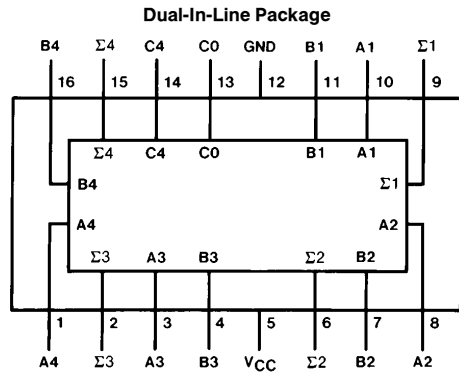 Dual-In-Line Package
B4 Σ4 C4 C0 GND B1 A1 Σ1
16 15 14 13 12 11 10 9
Σ4 C4 C0 B1 A1
B4 Σ1
A4 A2
Σ3 A3 B3 Σ2 B2
1 2 3 4 5 6 7 8
A4 Σ3 A3 B3 VCC Σ2 B2 A2